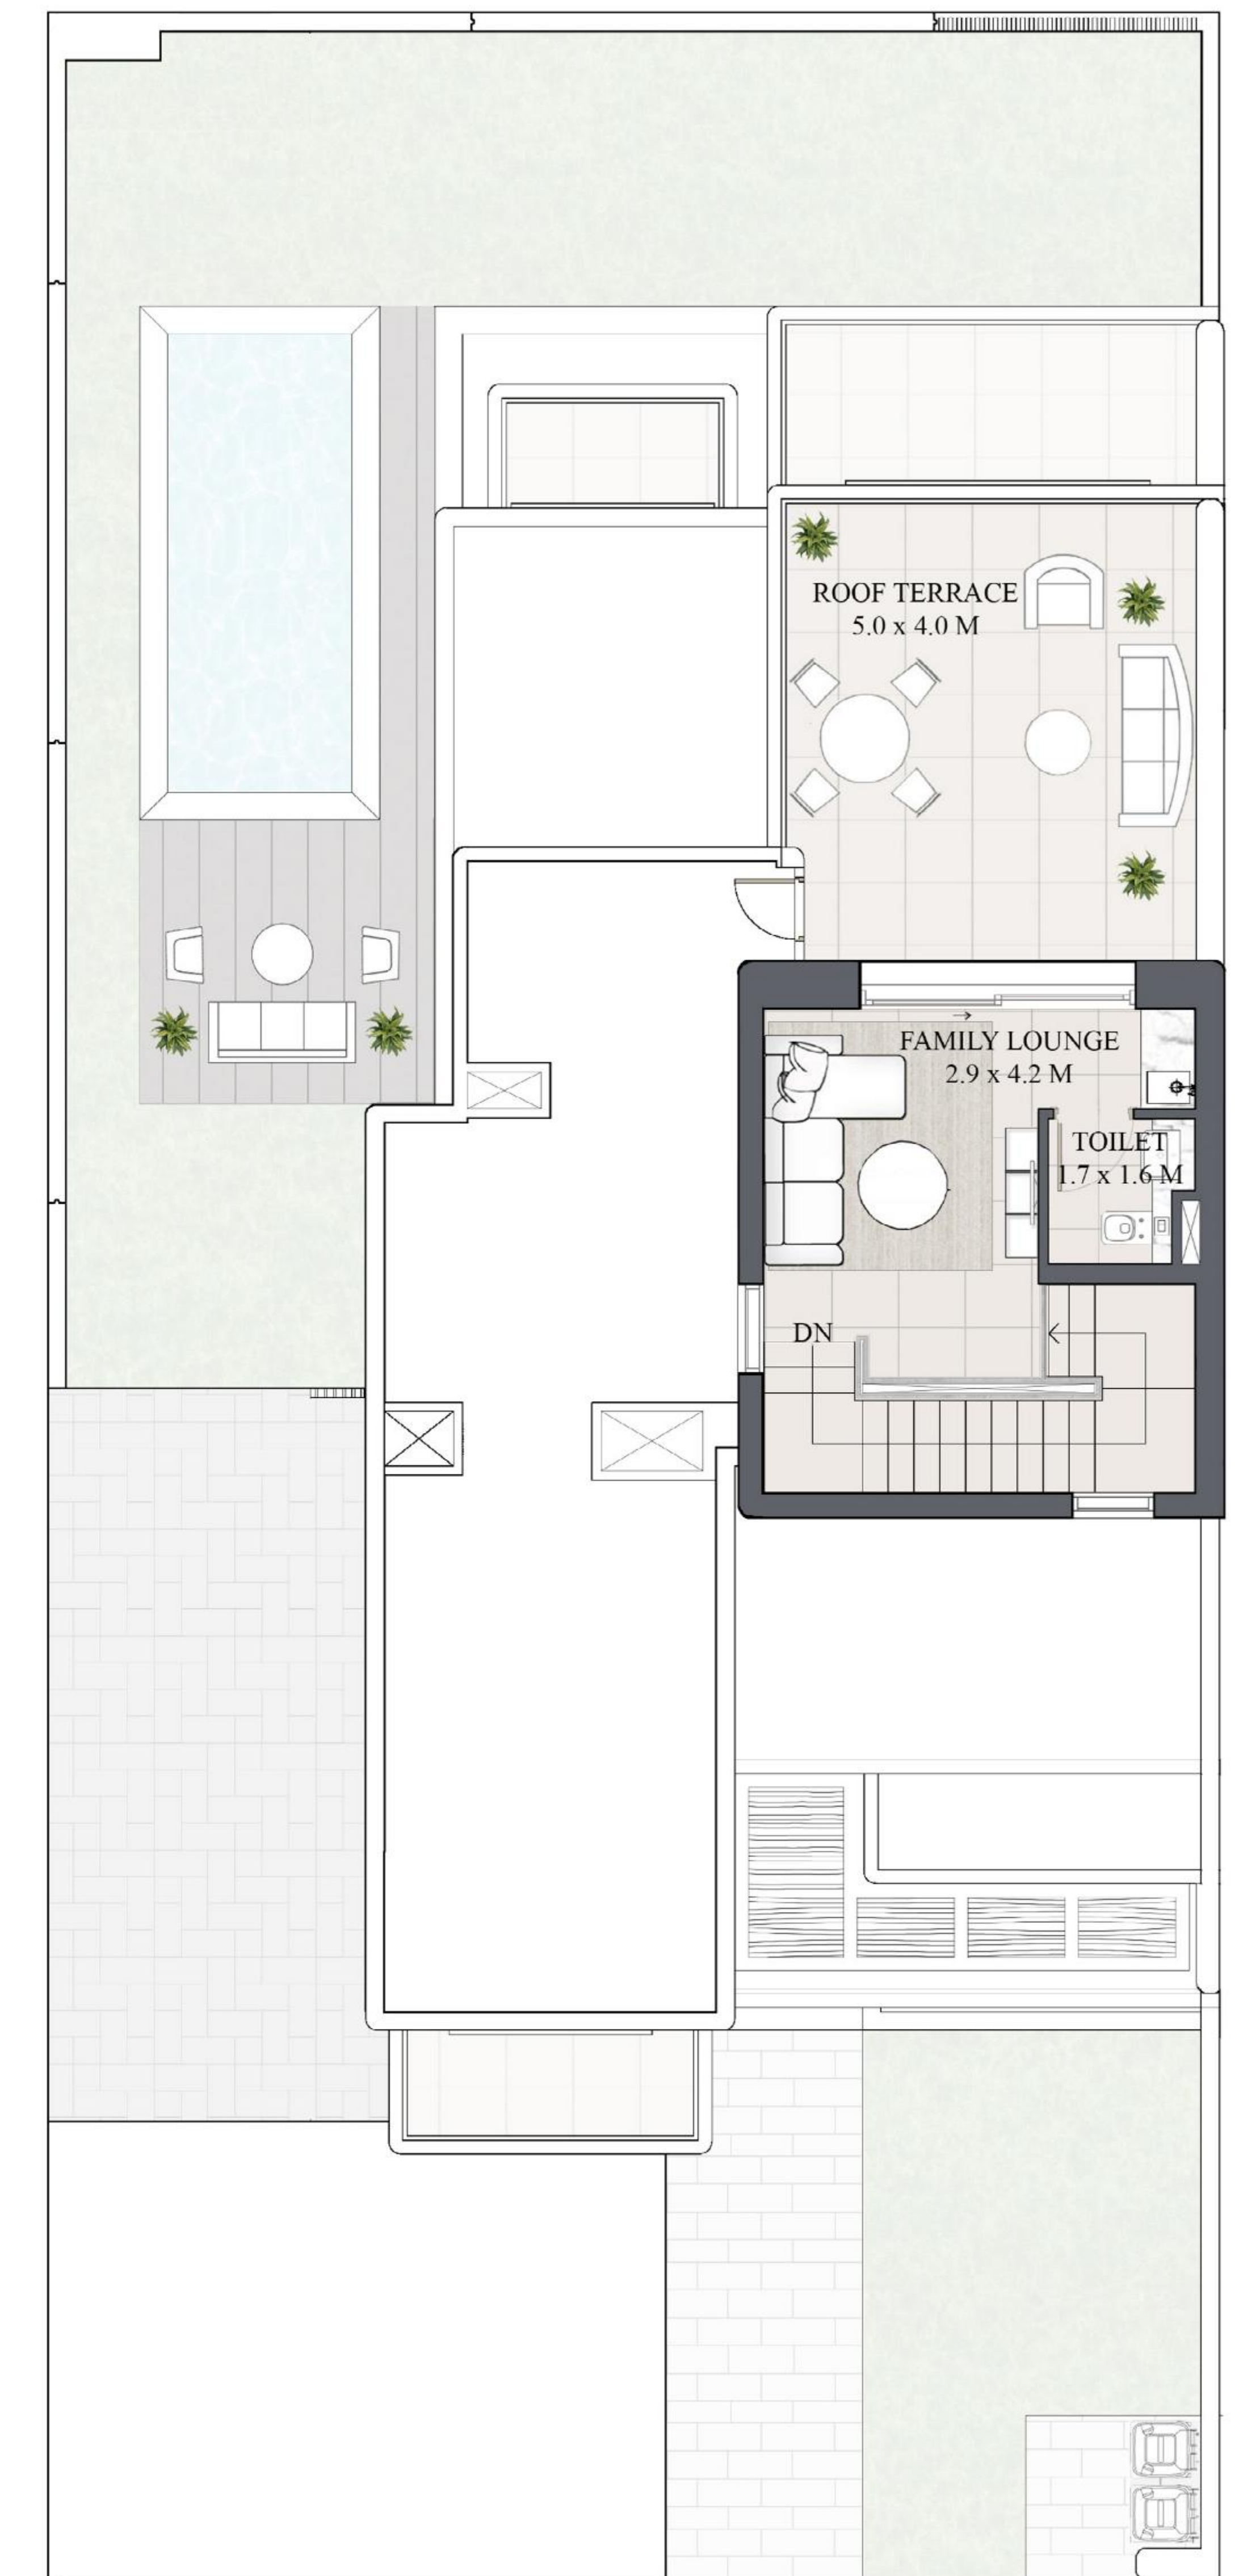 ROOF TERRACE
5.0 x 4.0 M
FAMILY LOUNGE
2.9 x 4.2 M
TOILET
1.7 x 1.6 M
DN